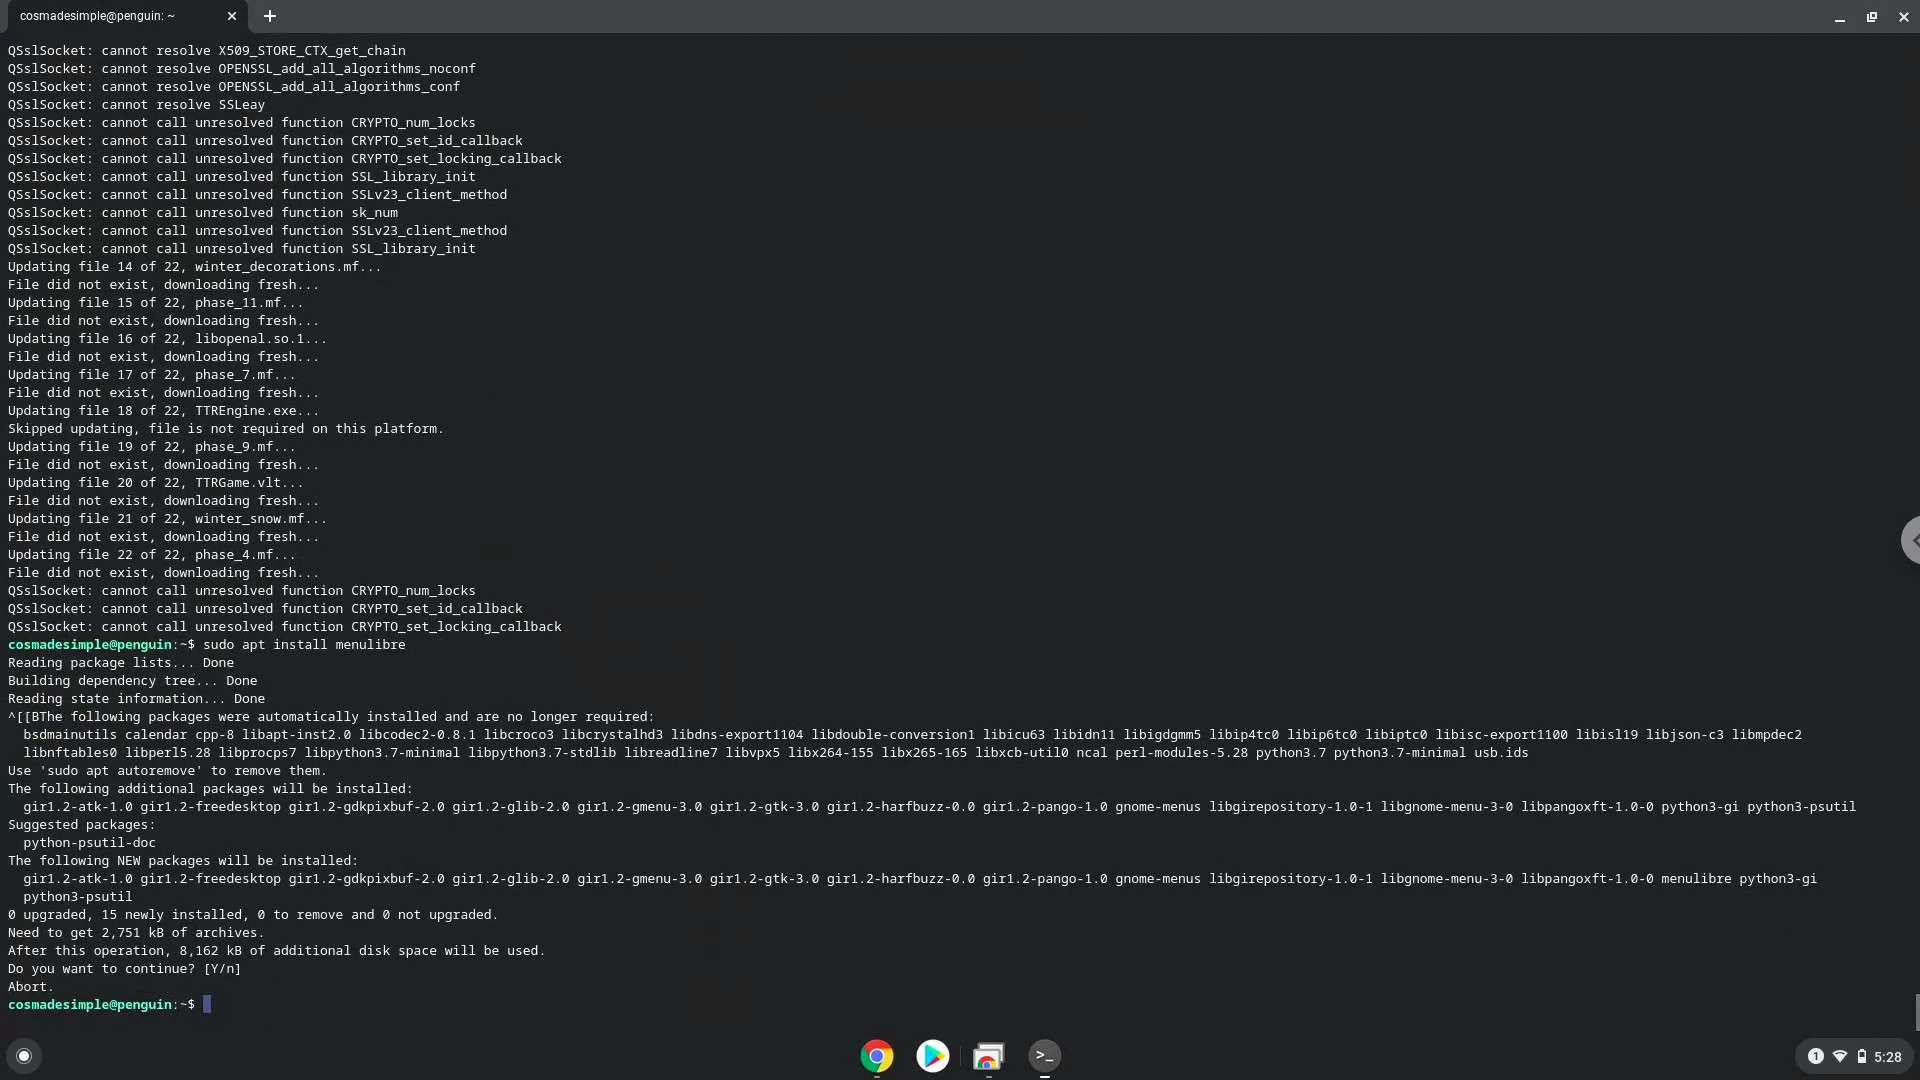 cosmadesimple@penguin: ~
QSslSocket: cannot resolve X509_STORE_CTX_get_chain
QSslSocket: cannot resolve OPENSSL_add_all_algorithms_noconf
QSslSocket: cannot resolve OPENSSL_add_all_algorithms_conf
QSslSocket: cannot resolve SSLeay
QSslSocket: cannot call unresolved function CRYPTO_num_locks
QSslSocket: cannot call unresolved function CRYPTO_set_id_callback
QSslSocket: cannot call unresolved function CRYPTO_set_locking_callback
QSslSocket: cannot call unresolved function SSL_library_init
QSslSocket: cannot call unresolved function SSLv23_client_method
QSslSocket: cannot call unresolved function sk_num
QSslSocket: cannot call unresolved function SSLv23_client_method
QSslSocket: cannot call unresolved function SSL_library_init
Updating file 14 of 22, winter_decorations.mf...
File did not exist, downloading fresh...
Updating file 15 of 22, phase_11.mf...
File did not exist, downloading fresh...
Updating file 16 of 22, libopenal.so.1...
File did not exist, downloading fresh...
Updating file 17 of 22, phase_7.mf...
File did not exist, downloading fresh...
Updating file 18 of 22, TTREngine.exe...
Skipped updating, file is not required on this platform.
Updating file 19 of 22, phase_9.mf...
File did not exist, downloading fresh...
Updating file 20 of 22, TTRGame.vlt...
File did not exist, downloading fresh...
Updating file 21 of 22, winter_snow.mf...
File did not exist, downloading fresh...
Updating file 22 of 22, phase_4.mf...
File did not exist, downloading fresh...
QSslSocket: cannot call unresolved function CRYPTO_num_locks
QSslSocket: cannot call unresolved function CRYPTO_set_id_callback
QSslSocket: cannot call unresolved function CRYPTO_set_locking_callback
cosmadesimple@penguin:~$ sudo apt install menulibre
Reading package lists... Done
Building dependency tree... Done
Reading state information... Done
^[[BThe following packages were automatically installed and are no longer required:
  bsdmainutils calendar cpp-8 libapt-inst2.0 libcodec2-0.8.1 libcroco3 libcrystalhd3 libdns-export1104 libdouble-conversion1 libicu63 libidn11 libigdgmm5 libip4tc0 libip6tc0 libiptc0 libisc-export1100 libisl19 libjson-c3 libmpdec2
  libnftables0 libperl5.28 libprocps7 libpython3.7-minimal libpython3.7-stdlib libreadline7 libvpx5 libx264-155 libx265-165 libxcb-util0 ncal perl-modules-5.28 python3.7 python3.7-minimal usb.ids
Use 'sudo apt autoremove' to remove them.
The following additional packages will be installed:
  gir1.2-atk-1.0 gir1.2-freedesktop gir1.2-gdkpixbuf-2.0 gir1.2-glib-2.0 gir1.2-gmenu-3.0 gir1.2-gtk-3.0 gir1.2-harfbuzz-0.0 gir1.2-pango-1.0 gnome-menus libgirepository-1.0-1 libgnome-menu-3-0 libpangoxft-1.0-0 python3-gi python3-psutil
Suggested packages:
  python-psutil-doc
The following NEW packages will be installed:
  gir1.2-atk-1.0 gir1.2-freedesktop gir1.2-gdkpixbuf-2.0 gir1.2-glib-2.0 gir1.2-gmenu-3.0 gir1.2-gtk-3.0 gir1.2-harfbuzz-0.0 gir1.2-pango-1.0 gnome-menus libgirepository-1.0-1 libgnome-menu-3-0 libpangoxft-1.0-0 menulibre python3-gi
  python3-psutil
0 upgraded, 15 newly installed, 0 to remove and 0 not upgraded.
Need to get 2,751 kB of archives.
After this operation, 8,162 kB of additional disk space will be used.
Do you want to continue? [Y/n]
Abort.
cosmadesimple@penguin:~$
>_
1 5:28